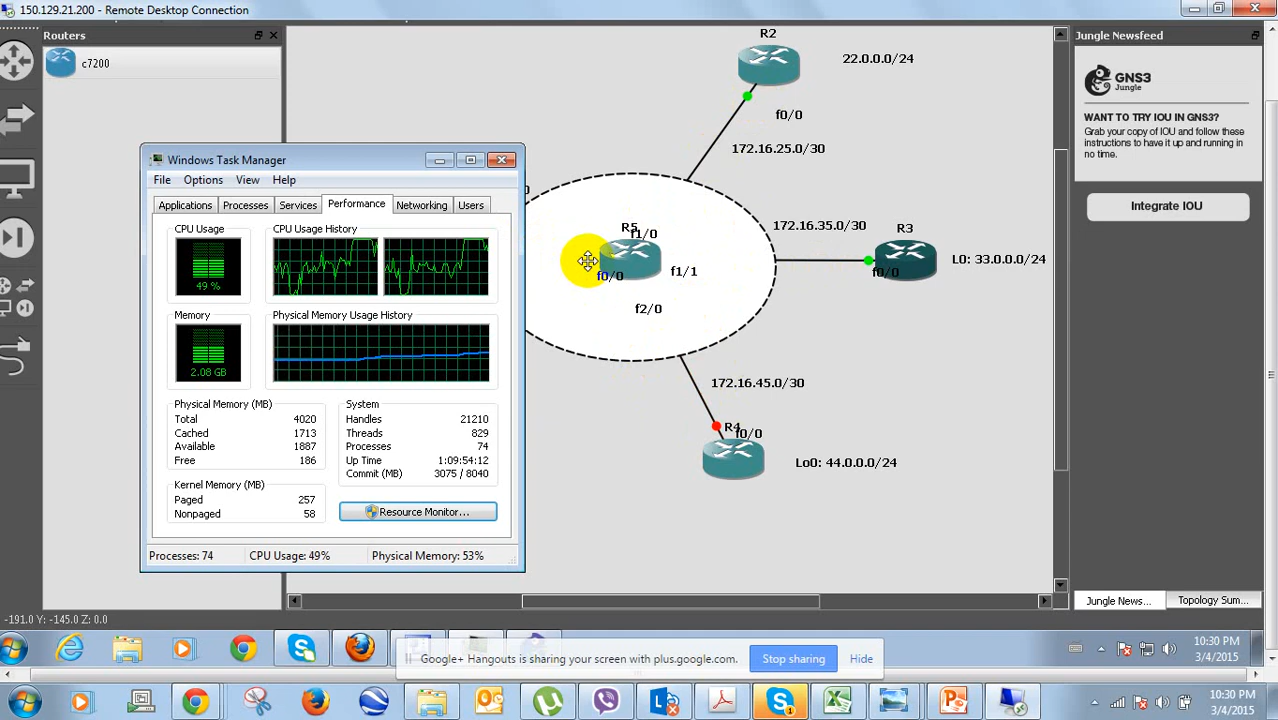 150.129.21.200 - Remote Desktop Connection
Routers
c7200
R2
22.0.0.0/24
f0/0
172.16.25.0/30
R5
f1/0
f0/0
f1/1
f2/0
172.16.35.0/30
R3
f0/0
L0: 33.0.0.0/24
172.16.45.0/30
R4
f0/0
Lo0: 44.0.0.0/24
Jungle Newsfeed
GNS3
Jungle
WANT TO TRY IOU IN GNS3?
Grab your copy of IOU and follow these
instructions to have it up and running in
no time.
Integrate IOU
Jungle News...
Topology Sum...
Windows Task Manager
File Options View Help
Applications Processes Services Performance Networking Users
CPU Usage
CPU Usage History
49 %
Memory
Physical Memory Usage History
2.08 GB
Physical Memory (MB)
Total 4020
Cached 1713
Available 1887
Free 186
Kernel Memory (MB)
Paged 257
Nonpaged 58
System
Handles 21210
Threads 829
Processes 74
Up Time 1:09:54:12
Commit (MB) 3075 / 8040
Resource Monitor...
Processes: 74 CPU Usage: 49% Physical Memory: 53%
-191.0 Y: -145.0 Z: 0.0
10:30 PM
3/4/2015
Google+ Hangouts is sharing your screen with plus.google.com. Stop sharing Hide
10:30 PM
3/4/2015